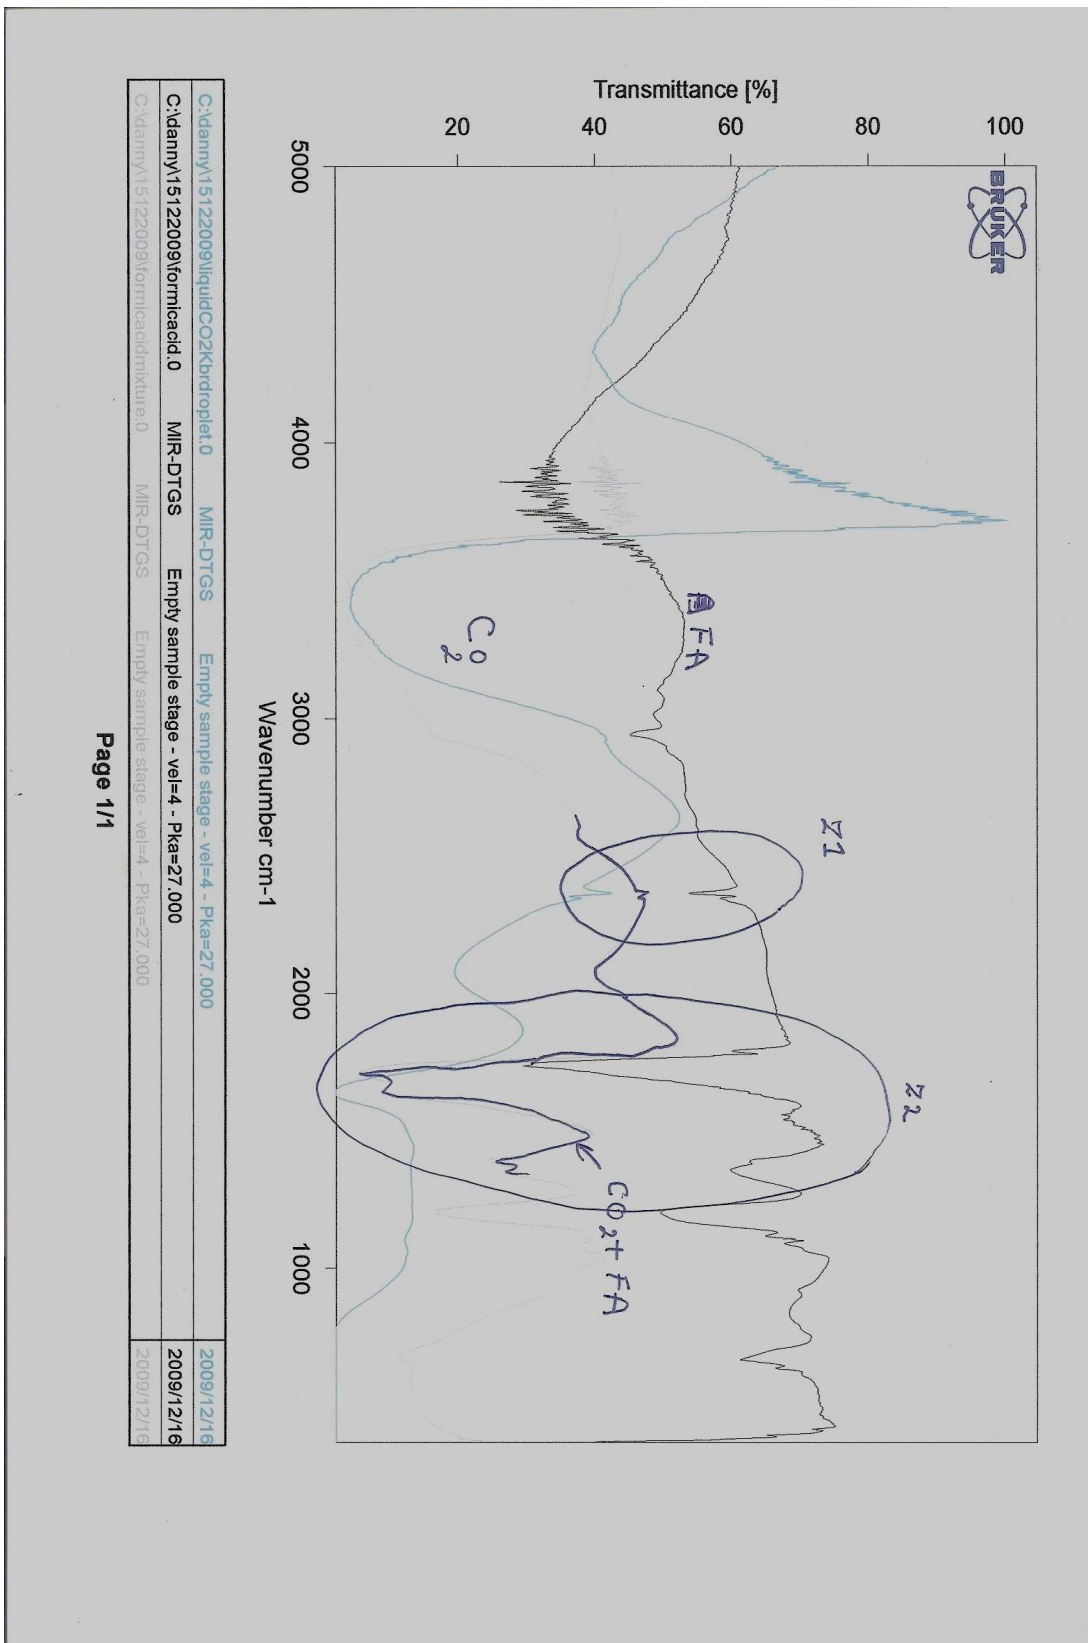 BRUKER
Transmittance [%]
20 40 60 80 100
5000 4000 3000 2000 1000
Wavenumber cm-1
FA
CO2
Z1
Z2
CO2 + FA
C:\danny\15122009\liquidCO2Kbrdroplet.0 MIR-DTGS Empty sample stage - vel=4 - Pka=27.000 2009/12/16
C:\danny\15122009\formicacid.0 MIR-DTGS Empty sample stage - vel=4 - Pka=27.000 2009/12/16
C:\danny\15122009\formicacidmixture.0 MIR-DTGS Empty sample stage - vel=4 - Pka=27.000 2009/12/16
Page 1/1